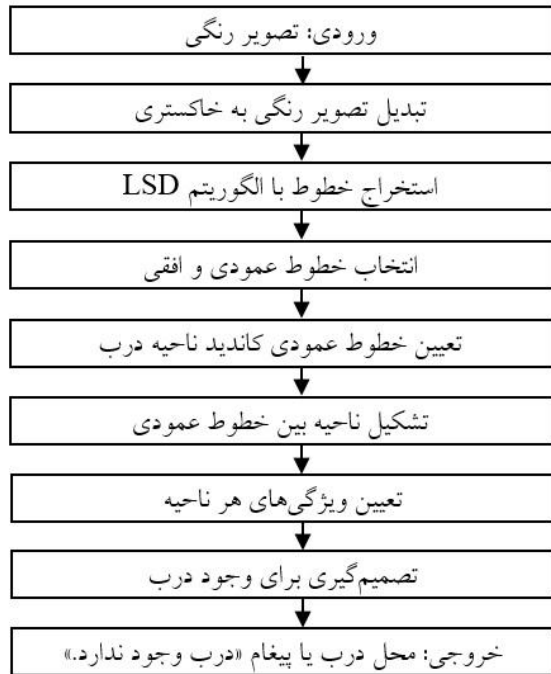 ورودی: تصویر رنگی
تبدیل تصویر رنگی به خاکستری
استخراج خطوط با الگوریتم LSD
انتخاب خطوط عمودی و افقی
تعیین خطوط عمودی کاندید ناحیه درب
تشکیل ناحیه بین خطوط عمودی
تعیین ویژگی‌های هر ناحیه
تصمیم‌گیری برای وجود درب
خروجی: محل درب یا پیغام «درب وجود ندارد.»